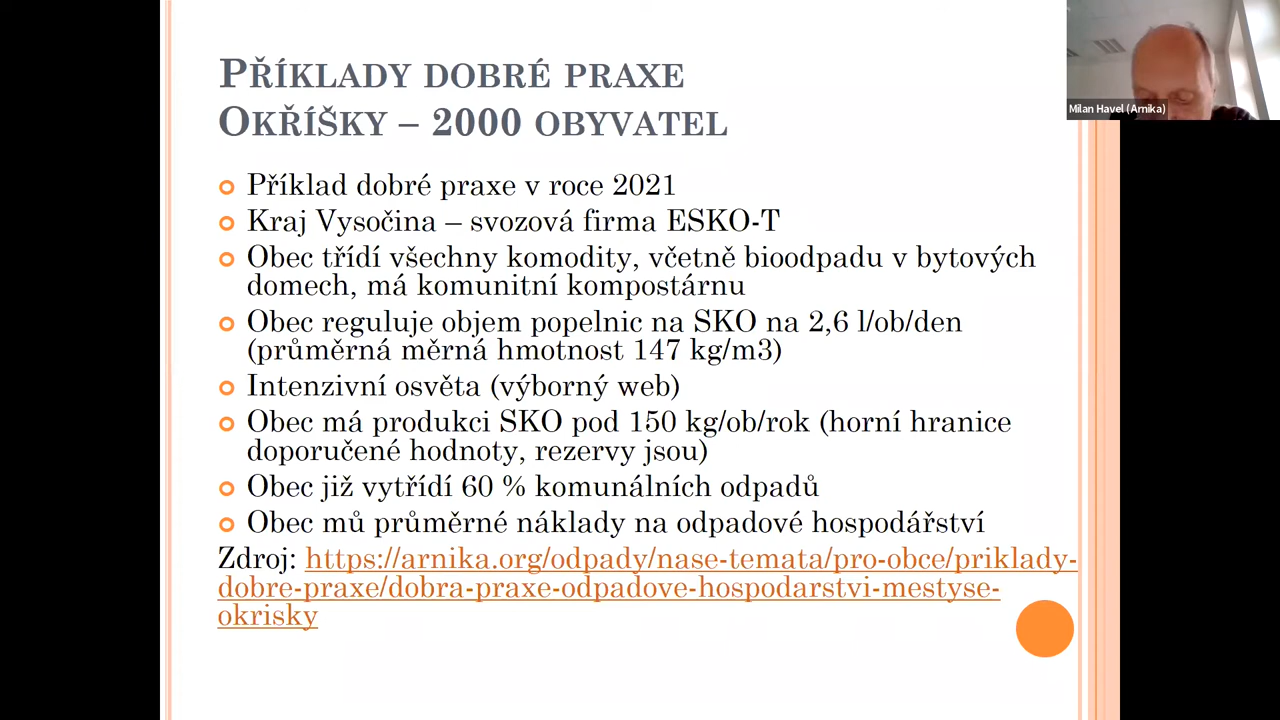 Příklady dobré praxe
Okříšky – 2000 obyvatel
Milan Havel (Arnika)
Příklad dobré praxe v roce 2021
Kraj Vysočina – svozová firma ESKO-T
Obec třídí všechny komodity, včetně bioodpadu v bytových
domech, má komunitní kompostárnu
Obec reguluje objem popelnic na SKO na 2,6 l/ob/den
(průměrná měrná hmotnost 147 kg/m3)
Intenzivní osvěta (výborný web)
Obec má produkci SKO pod 150 kg/ob/rok (horní hranice
doporučené hodnoty, rezervy jsou)
Obec již vytřídí 60 % komunálních odpadů
Obec mů průměrné náklady na odpadové hospodářství
Zdroj: https://arnika.org/odpady/nase-temata/pro-obce/priklady-
dobre-praxe/dobra-praxe-odpadove-hospodarstvi-mestyse-
okrisky